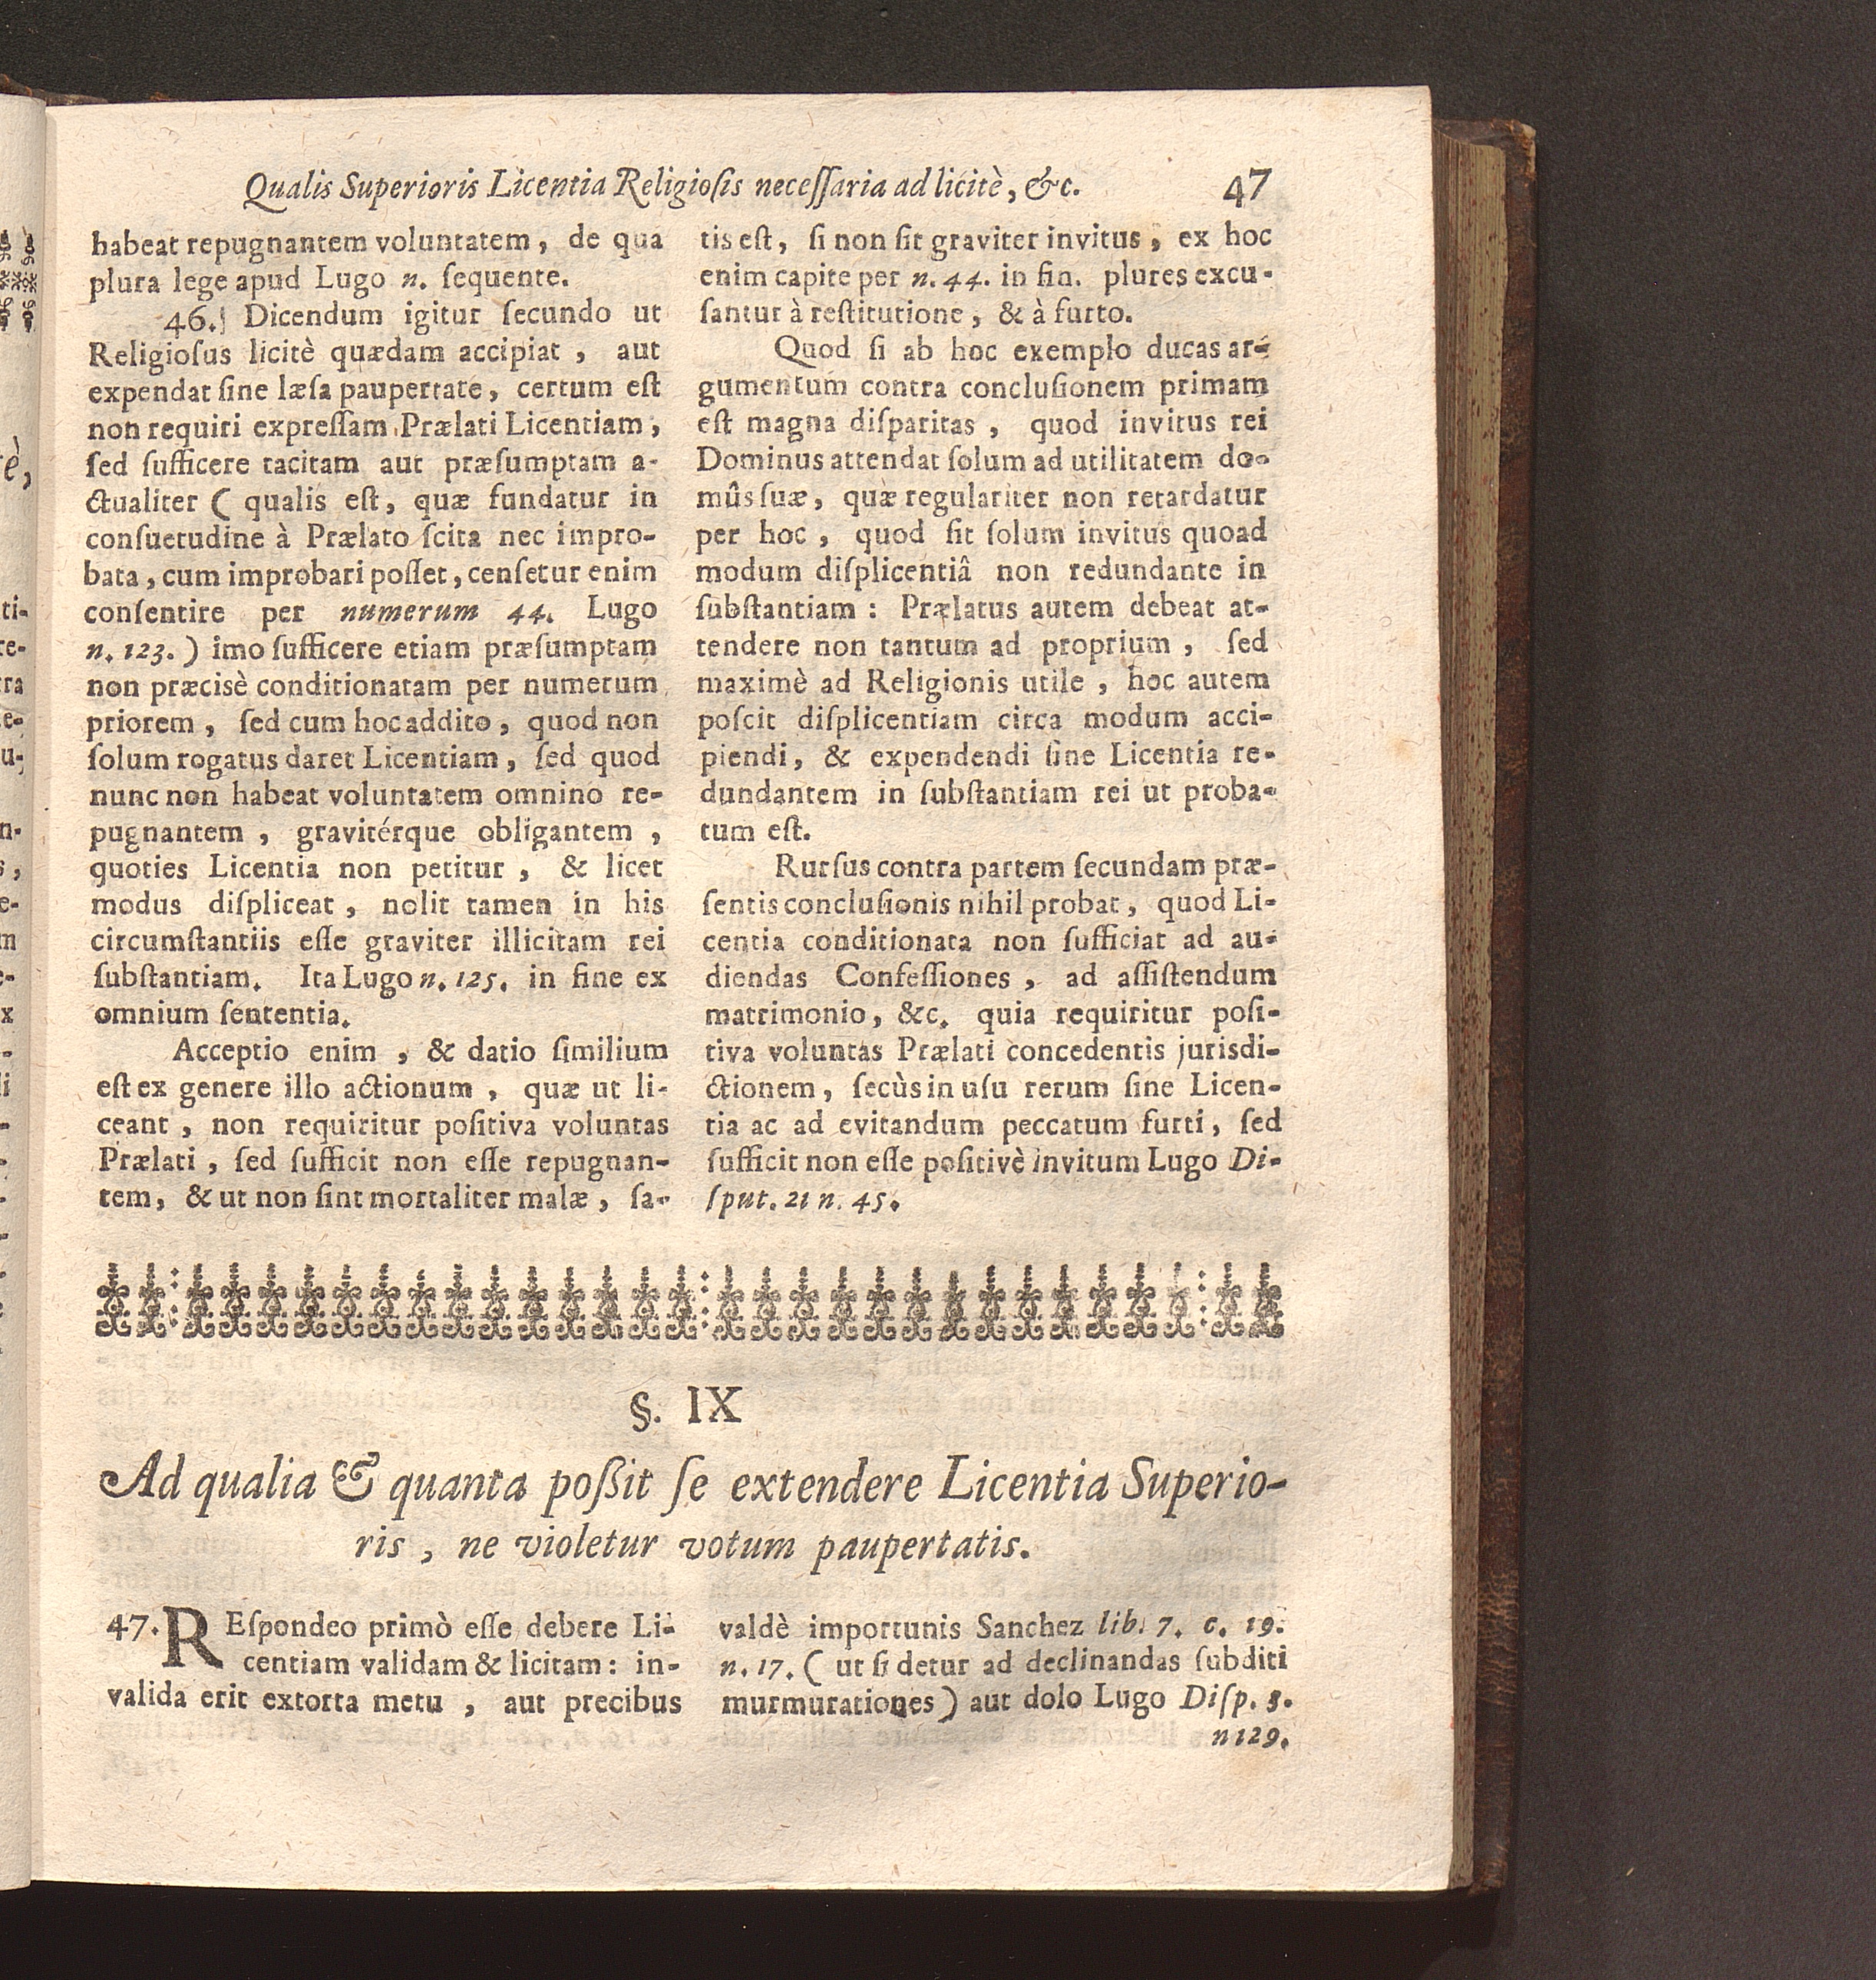 Qualis Superioris Licentia Religioſis neceſſaria ad licitè, &c. 47
habeat repugnantem voluntatem, de qua
plura lege apud Lugo n. ſequente.
46. Dicendum igitur ſecundo ut
Religioſus licitè quædam accipiat, aut
expendat ſine læſa paupertate, certum eſt
non requiri expreſſam Prælati Licentiam,
ſed ſufficere tacitam aut præſumptam a-
ctualiter ( qualis eſt, quæ fundatur in
conſuetudine à Prælato ſcita nec impro-
bata, cum improbari poſſet, cenſetur enim
conſentire per numerum 44. Lugo
n. 123. ) imo ſufficere etiam præſumptam
non præcisè conditionatam per numerum
priorem, ſed cum hoc addito, quod non
ſolum rogatus daret Licentiam, ſed quod
nunc non habeat voluntatem omnino re-
pugnantem, gravitérque obligantem,
quoties Licentia non petitur, & licet
modus diſpliceat, nolit tamen in his
circumſtantiis eſſe graviter illicitam rei
ſubſtantiam. Ita Lugo n. 125. in fine ex
omnium ſententia.
Acceptio enim, & datio ſimilium
eſt ex genere illo actionum, quæ ut li-
ceant, non requiritur poſitiva voluntas
Prælati, ſed ſufficit non eſſe repugnan-
tem, & ut non ſint mortaliter malæ, ſa-
tis eſt, ſi non ſit graviter invitus, ex hoc
enim capite per n. 44. in fin. plures excu-
ſantur à reſtitutione, & à furto.
Quod ſi ab hoc exemplo ducas ar-
gumentum contra concluſionem primam
eſt magna diſparitas, quod invitus rei
Dominus attendat ſolum ad utilitatem do-
mûs ſuæ, quæ regulariter non retardatur
per hoc, quod ſit ſolum invitus quoad
modum diſplicentiâ non redundante in
ſubſtantiam: Prælatus autem debeat at-
tendere non tantum ad proprium, ſed
maximè ad Religionis utile, hoc autem
poſcit diſplicentiam circa modum acci-
piendi, & expendendi ſine Licentia re-
dundantem in ſubſtantiam rei ut proba-
tum eſt.
Rurſus contra partem ſecundam præ-
ſentis concluſionis nihil probat, quod Li-
centia conditionata non ſufficiat ad au-
diendas Confeſſiones, ad aſſiſtendum
matrimonio, &c. quia requiritur poſi-
tiva voluntas Prælati concedentis jurisdi-
ctionem, ſecùs in uſu rerum ſine Licen-
tia ac ad evitandum peccatum furti, ſed
ſufficit non eſſe poſitivè invitum Lugo Di-
ſput. 21 n. 45.
§. IX
Ad qualia & quanta poßit ſe extendere Licentia Superio-
ris, ne violetur votum paupertatis.
47. REſpondeo primò eſſe debere Li-
centiam validam & licitam: in-
valida erit extorta metu, aut precibus
valdè importunis Sanchez lib. 7. c. 19.
n. 17. ( ut ſi detur ad declinandas ſubditi
murmurationes ) aut dolo Lugo Diſp. 3.
n 129.